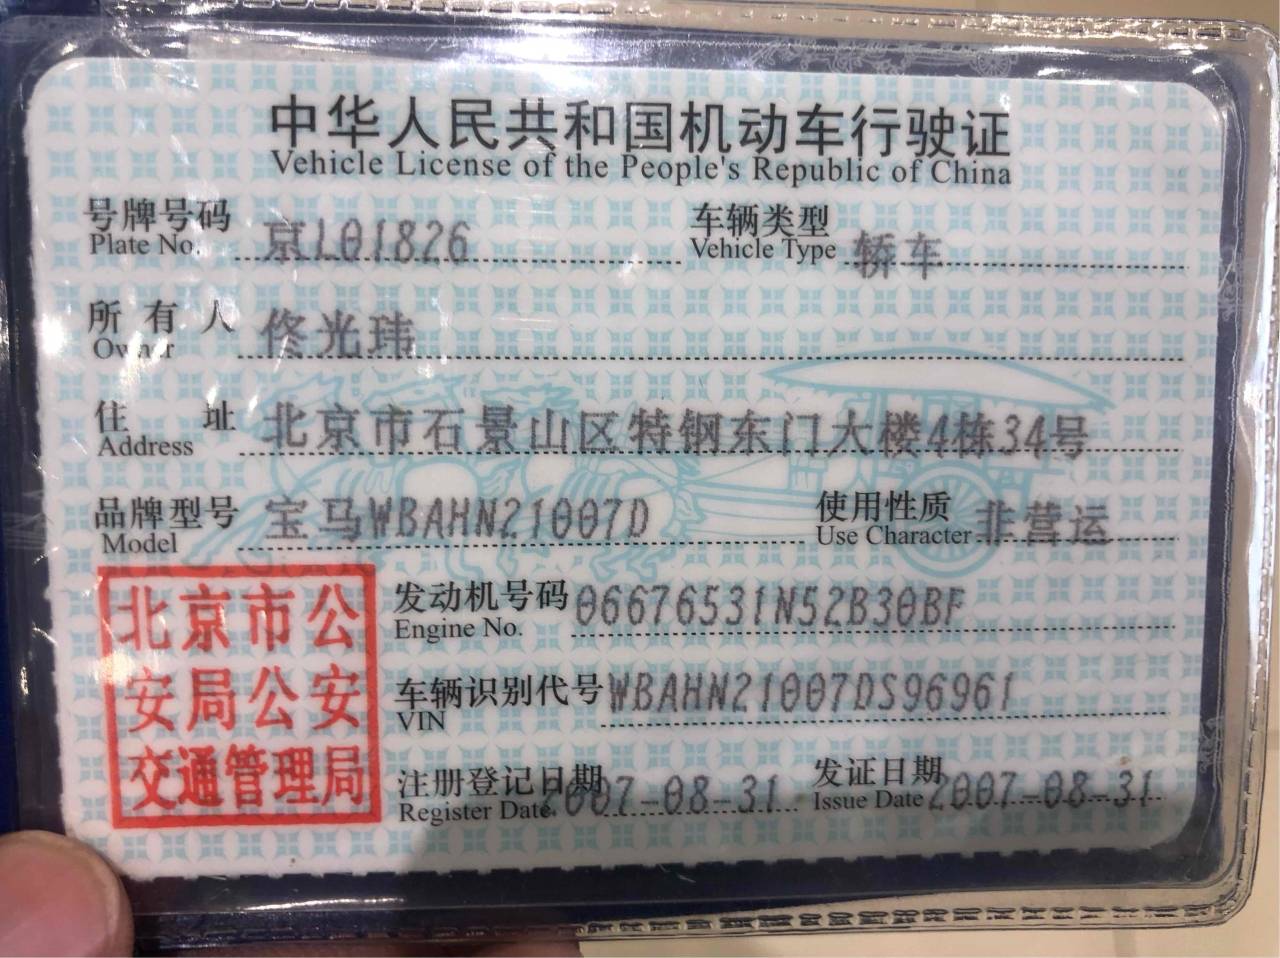 中华人民共和国机动车行驶证
Vehicle License of the People's Republic of China
号牌号码 京L01826 车辆类型 轿车
Plate No. Vehicle Type
所有人 佟光玮
Owner
住址 北京市石景山区特钢东门大楼4栋34号
Address
品牌型号 宝马WBAHN21007D 使用性质 非营运
Model Use Character
发动机号码 06676531N52B30BF
Engine No.
车辆识别代号 WBAHN21007DS96961
VIN
注册登记日期 2007-08-31 发证日期 2007-08-31
Register Date Issue Date
北京市公
安局公安
交通管理局